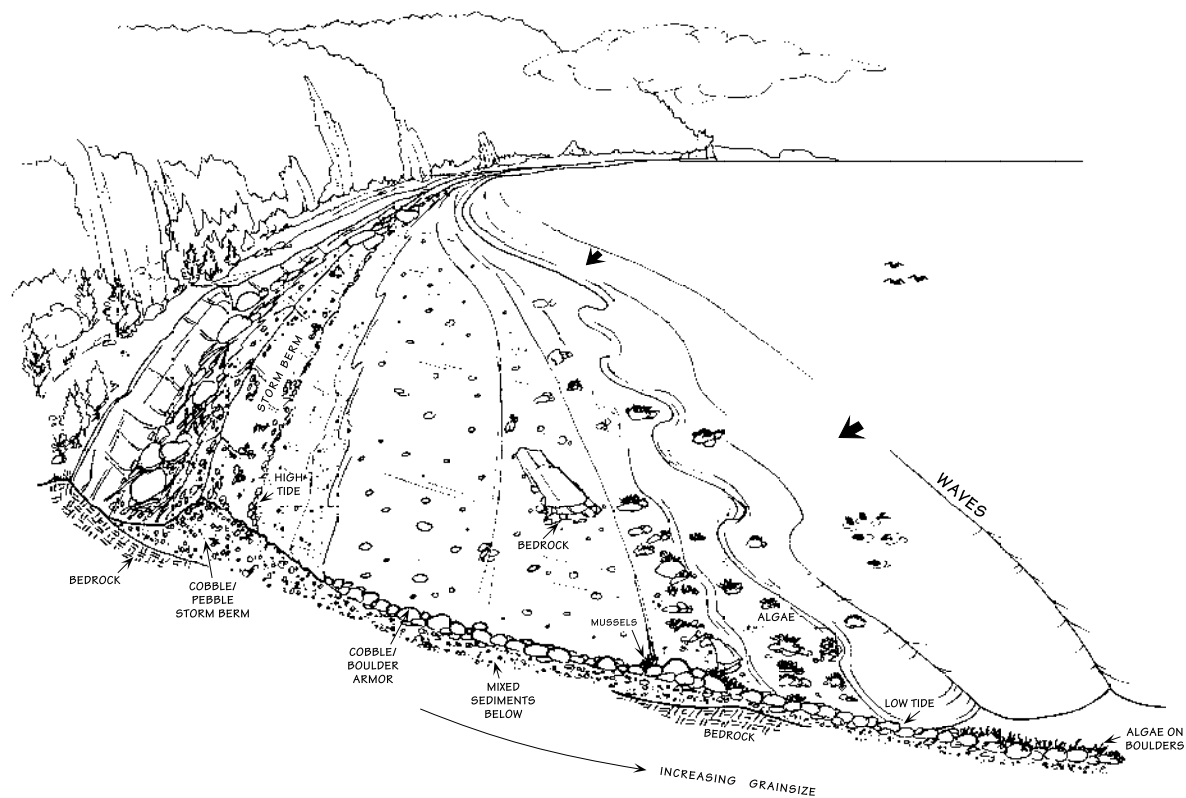 STORM BERM
HIGH
TIDE
WAVES
BEDROCK
BEDROCK
COBBLE/
PEBBLE
STORM BERM
ALGAE
MUSSELS
COBBLE/
BOULDER
ARMOR
MIXED
SEDIMENTS
BELOW
LOW TIDE
BEDROCK
ALGAE ON
BOULDERS
INCREASING GRAINSIZE